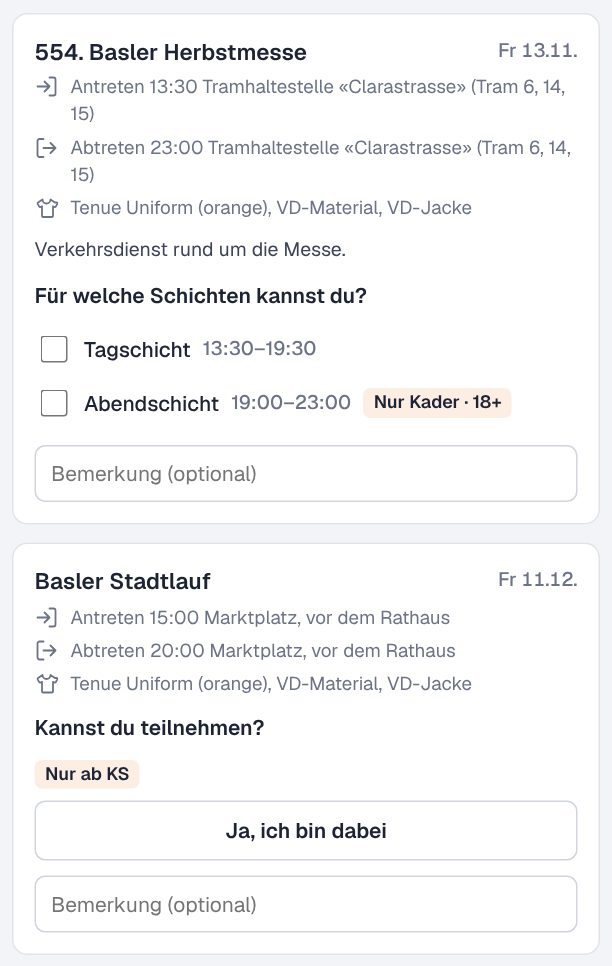 554. Basler Herbstmesse
Fr 13.11.
Antreten 13:30 Tramhaltestelle «Clarastrasse» (Tram 6, 14,
15)
Abtreten 23:00 Tramhaltestelle «Clarastrasse» (Tram 6, 14,
15)
Tenue Uniform (orange), VD-Material, VD-Jacke
Verkehrsdienst rund um die Messe.
Für welche Schichten kannst du?
Tagschicht 13:30–19:30
Abendschicht 19:00–23:00 Nur Kader · 18+
Bemerkung (optional)
Basler Stadtlauf
Fr 11.12.
Antreten 15:00 Marktplatz, vor dem Rathaus
Abtreten 20:00 Marktplatz, vor dem Rathaus
Tenue Uniform (orange), VD-Material, VD-Jacke
Kannst du teilnehmen?
Nur ab KS
Ja, ich bin dabei
Bemerkung (optional)